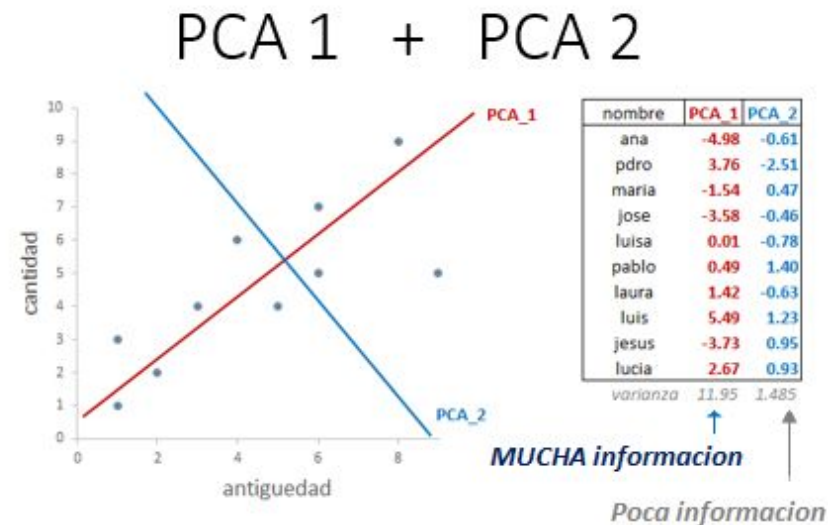 PCA 1 + PCA 2
10
9
8
7
6
5
4
3
2
1
0
cantidad
0 2 4 6 8
antiguedad
PCA_1
PCA_2
nombre PCA_1 PCA_2
ana -4.98 -0.61
pdro 3.76 -2.51
maria -1.54 0.47
jose -3.58 -0.46
luisa 0.01 -0.78
pablo 0.49 1.40
laura 1.42 -0.63
luis 5.49 1.23
jesus -3.73 0.95
lucia 2.67 0.93
varianza 11.95 1.485
MUCHA informacion
Poca informacion